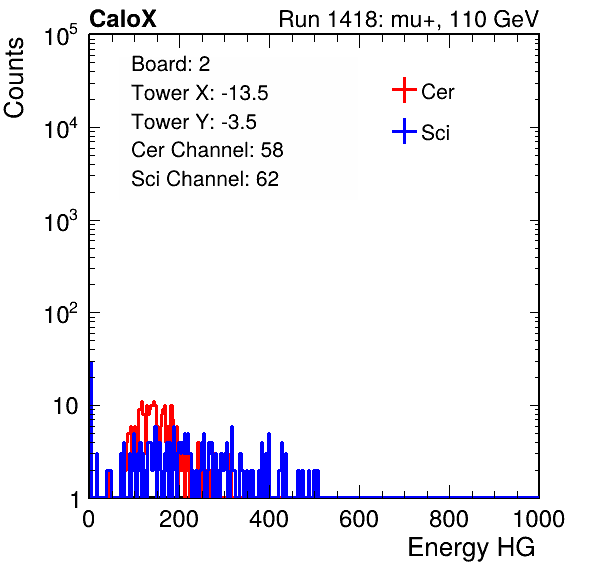 CaloX Run 1418: mu+, 110 GeV
Counts
Board: 2
Tower X: -13.5
Tower Y: -3.5
Cer Channel: 58
Sci Channel: 62
Cer
Sci
10^5
10^4
10^3
10^2
10
1
0 200 400 600 800 1000
Energy HG